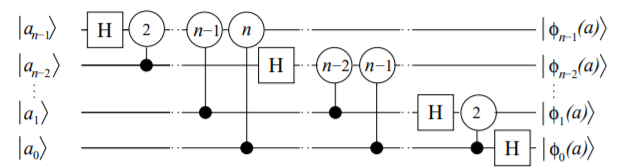 |a_{n−1}⟩ H 2 n−1 n |ϕ_{n−1}(a)⟩
|a_{n−2}⟩ H n−2 n−1 |ϕ_{n−2}(a)⟩
|a_1⟩ H 2 |ϕ_1(a)⟩
|a_0⟩ H |ϕ_0(a)⟩